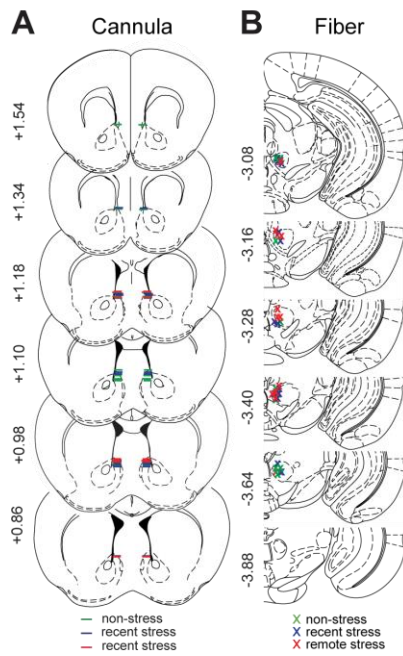 A Cannula
B Fiber
+1.54
+1.34
+1.18
+1.10
+0.98
+0.86
non-stress
recent stress
recent stress
-3.08
-3.16
-3.28
-3.40
-3.64
-3.88
non-stress
recent stress
remote stress